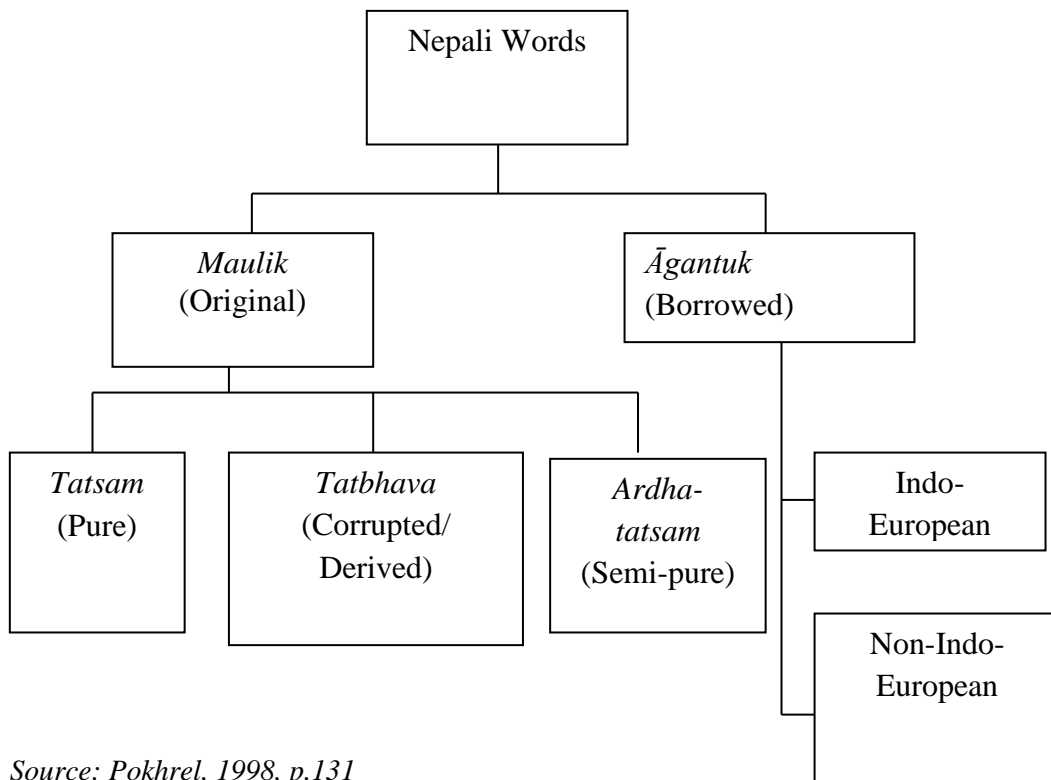 Nepali Words
Maulik
(Original)
Āgantuk
(Borrowed)
Tatsam
(Pure)
Tatbhava
(Corrupted/
Derived)
Ardha-
tatsam
(Semi-pure)
Indo-
European
Non-Indo-
European
Source: Pokhrel, 1998, p.131